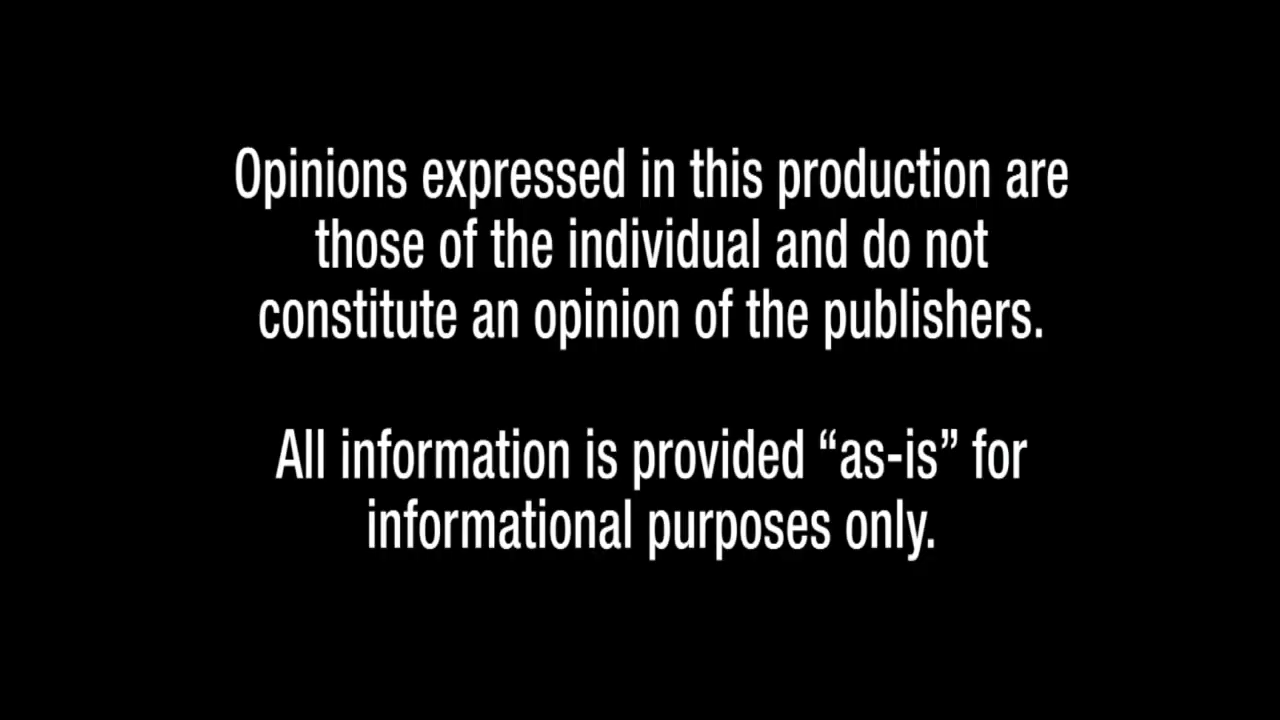 Opinions expressed in this production are
those of the individual and do not
constitute an opinion of the publishers.
All information is provided “as-is” for
informational purposes only.